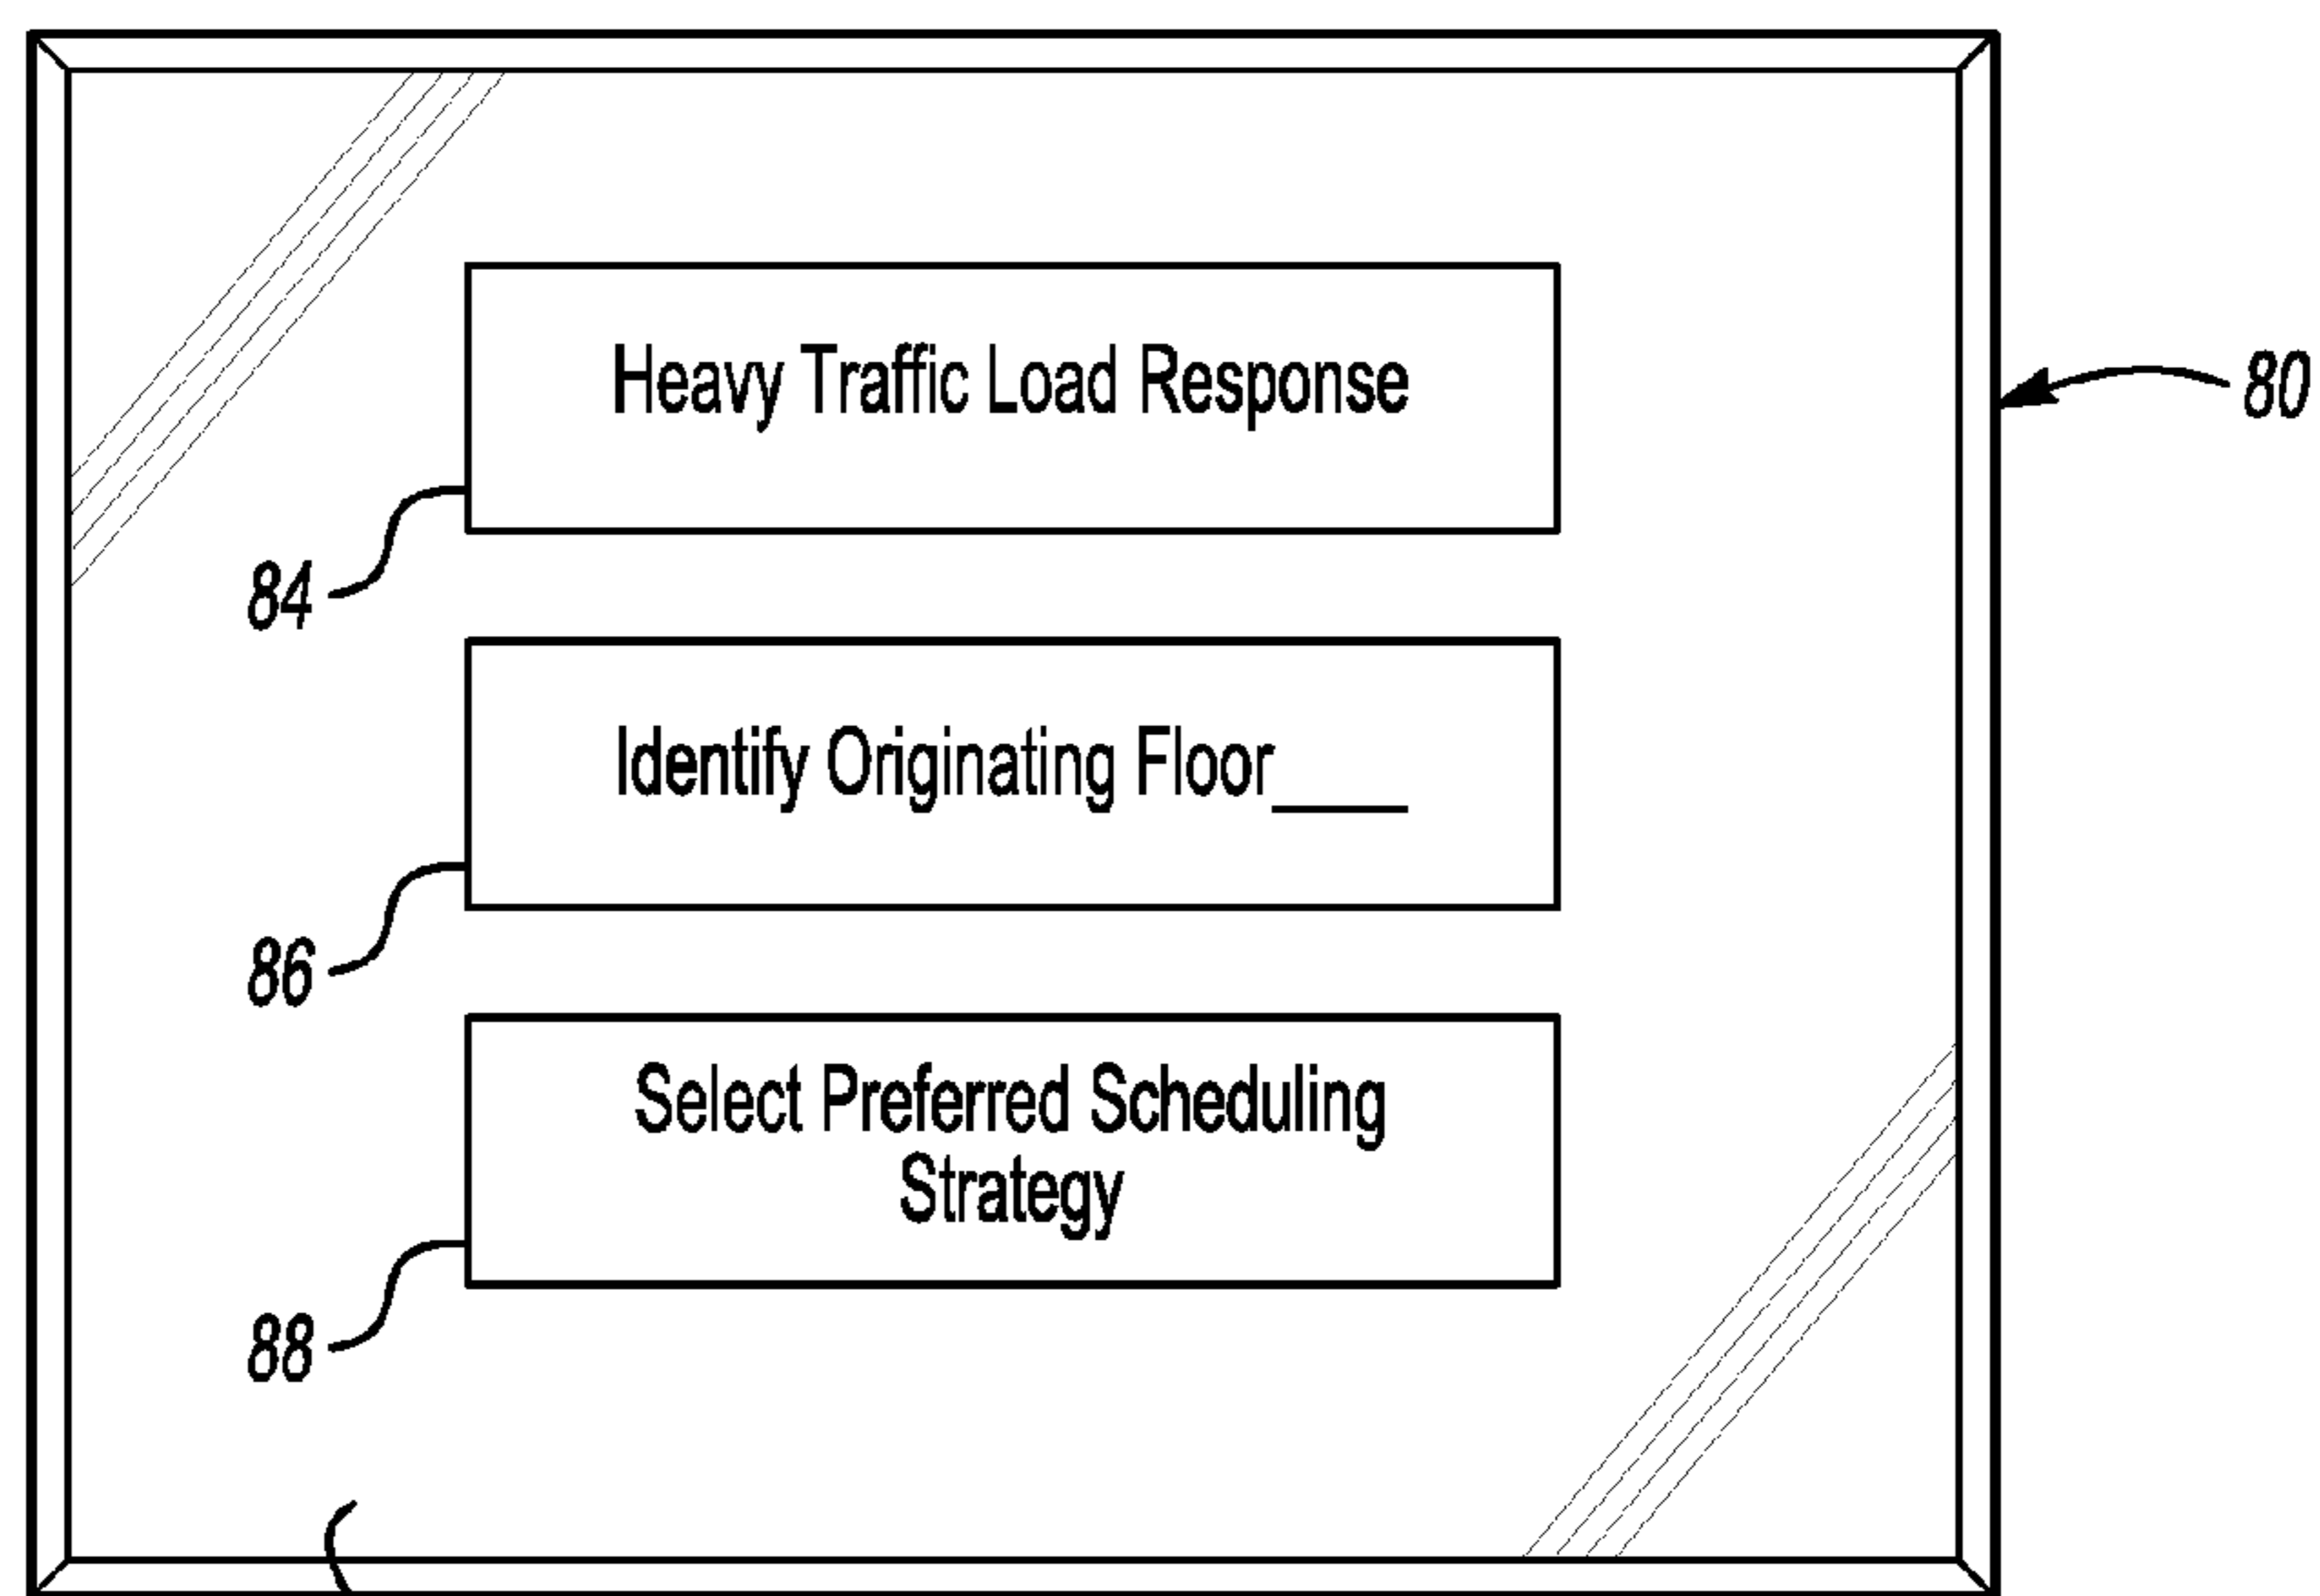 Heavy Traffic Load Response
80
84
Identify Originating Floor____
86
Select Preferred Scheduling
Strategy
88